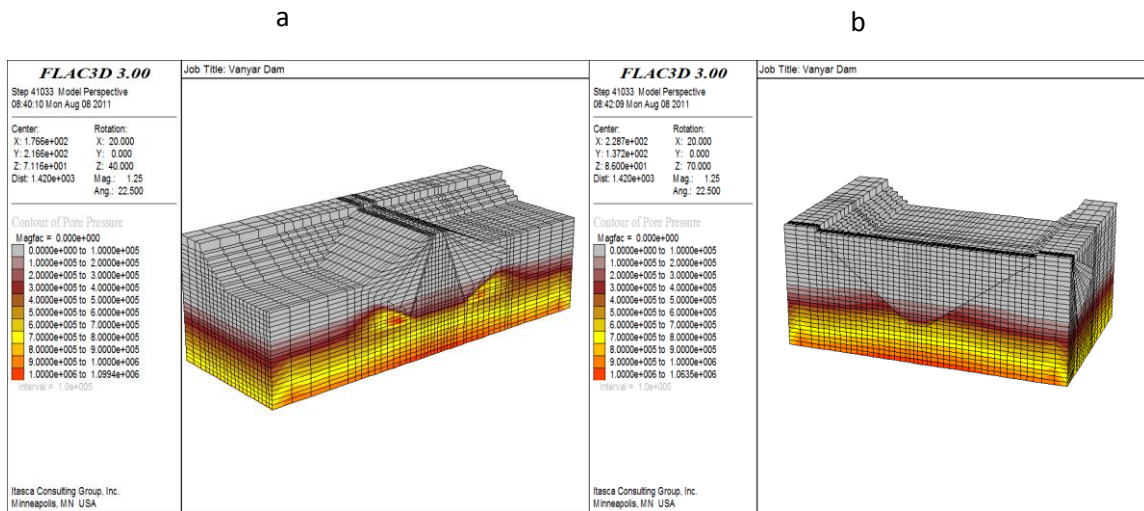 a
b
FLAC3D 3.00
Step 41033 Model Perspective
08:40:10 Mon Aug 08 2011
Center:
X: 1.766e+002
Y: 2.166e+002
Z: 7.116e+001
Dist: 1.420e+003
Rotation:
X: 20.000
Y: 0.000
Z: 40.000
Mag.: 1.25
Ang.: 22.500
Contour of Pore Pressure
Magfac = 0.000e+000
0.0000e+000 to 1.0000e+005
1.0000e+005 to 2.0000e+005
2.0000e+005 to 3.0000e+005
3.0000e+005 to 4.0000e+005
4.0000e+005 to 5.0000e+005
5.0000e+005 to 6.0000e+005
6.0000e+005 to 7.0000e+005
7.0000e+005 to 8.0000e+005
8.0000e+005 to 9.0000e+005
9.0000e+005 to 1.0000e+006
1.0000e+006 to 1.0994e+006
Interval = 1.0e+005
Itasca Consulting Group, Inc.
Minneapolis, MN USA
Job Title: Vanyar Dam
FLAC3D 3.00
Step 41033 Model Perspective
08:42:09 Mon Aug 08 2011
Center:
X: 2.287e+002
Y: 1.372e+002
Z: 8.600e+001
Dist: 1.420e+003
Rotation:
X: 20.000
Y: 0.000
Z: 70.000
Mag.: 1.25
Ang.: 22.500
Contour of Pore Pressure
Magfac = 0.000e+000
0.0000e+000 to 1.0000e+005
1.0000e+005 to 2.0000e+005
2.0000e+005 to 3.0000e+005
3.0000e+005 to 4.0000e+005
4.0000e+005 to 5.0000e+005
5.0000e+005 to 6.0000e+005
6.0000e+005 to 7.0000e+005
7.0000e+005 to 8.0000e+005
8.0000e+005 to 9.0000e+005
9.0000e+005 to 1.0000e+006
1.0000e+006 to 1.0635e+006
Interval = 1.0e+005
Itasca Consulting Group, Inc.
Minneapolis, MN USA
Job Title: Vanyar Dam